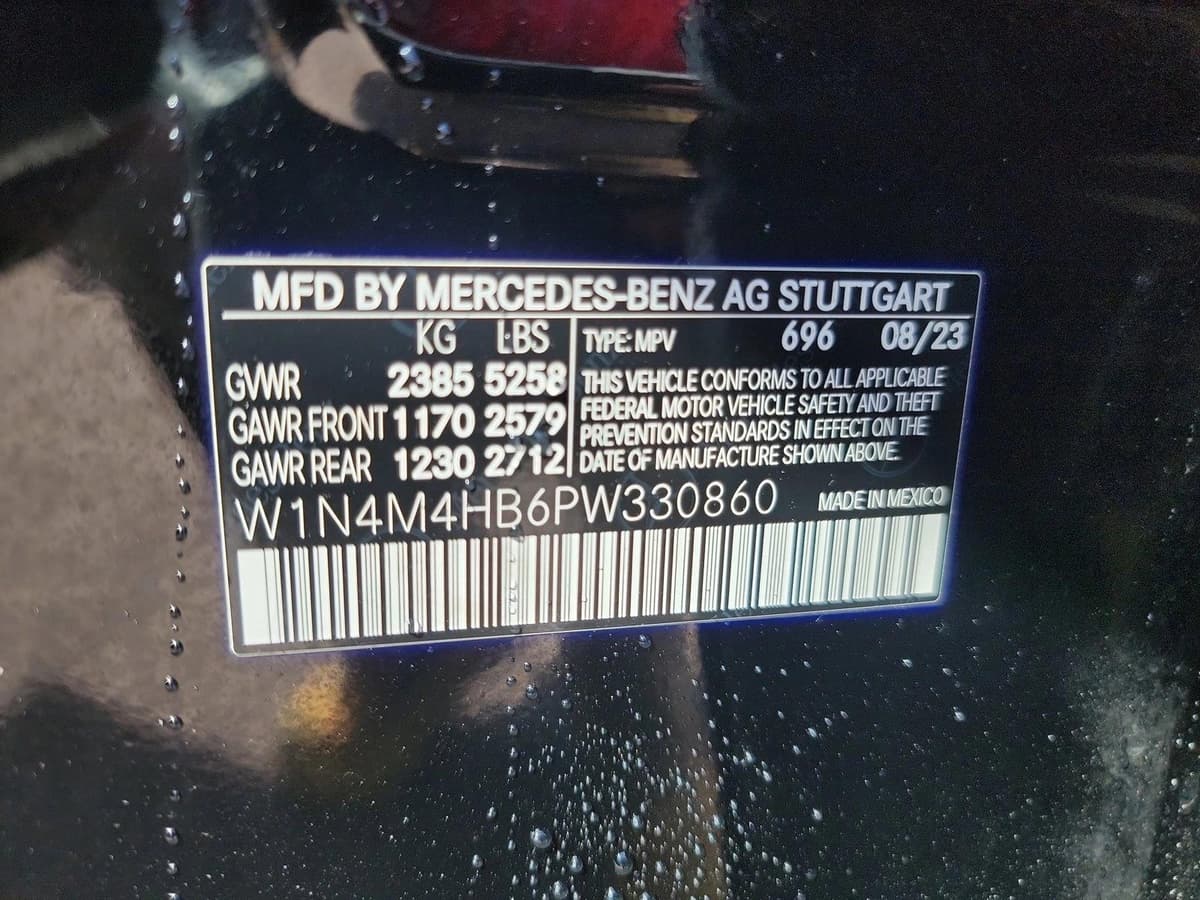 MFD BY MERCEDES-BENZ AG STUTTGART
KG LBS
GVWR 2385 5258
GAWR FRONT 1170 2579
GAWR REAR 1230 2712
TYPE: MPV 696 08/23
THIS VEHICLE CONFORMS TO ALL APPLICABLE
FEDERAL MOTOR VEHICLE SAFETY AND THEFT
PREVENTION STANDARDS IN EFFECT ON THE
DATE OF MANUFACTURE SHOWN ABOVE.
W1N4M4HB6PW330860 MADE IN MEXICO